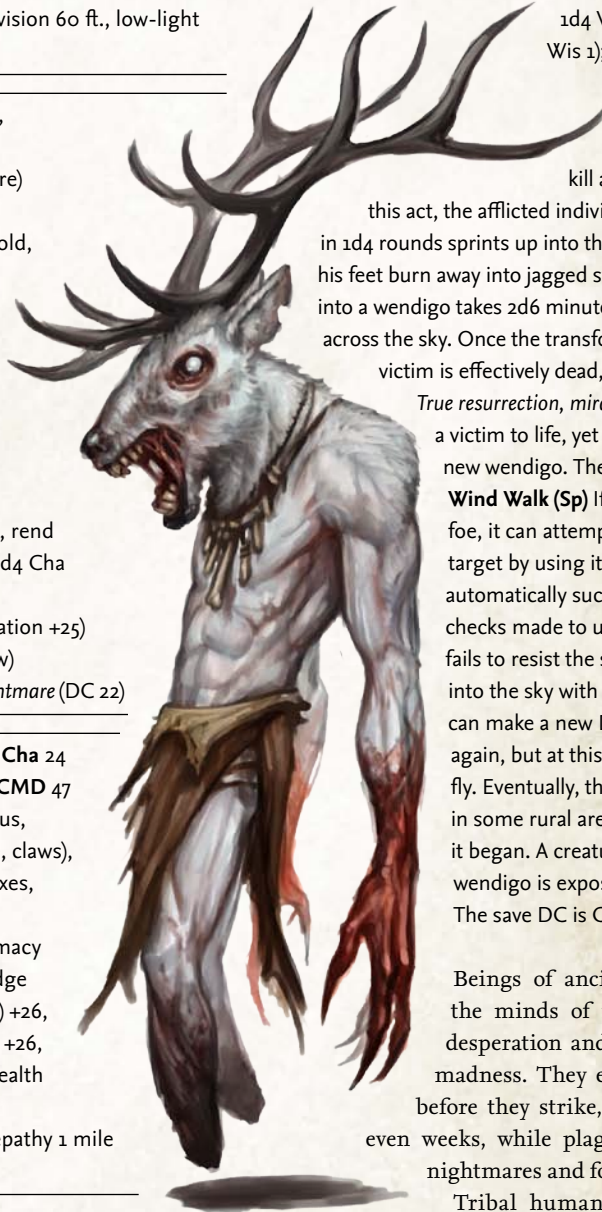 vision 60 ft., low-light
,
re)
old,
, rend
d4 Cha
ation +25)
w)
htmare (DC 22)
Cha 24
CMD 47
us,
, claws),
xes,
macy
dge
) +26,
+26,
ealth
epathy 1 mile
1d4 W
Wis 1);
kill a
this act, the afflicted indivi
in 1d4 rounds sprints up into th
his feet burn away into jagged s
into a wendigo takes 2d6 minute
across the sky. Once the transfo
victim is effectively dead,
True resurrection, mira
a victim to life, yet
new wendigo. The
Wind Walk (Sp) If
foe, it can attemp
target by using it
automatically suc
checks made to u
fails to resist the s
into the sky with
can make a new
again, but at this
fly. Eventually, th
in some rural are
it began. A creatu
wendigo is expos
The save DC is C
Beings of anci
the minds of
desperation and
madness. They e
before they strike,
even weeks, while plag
nightmares and fo
Tribal human